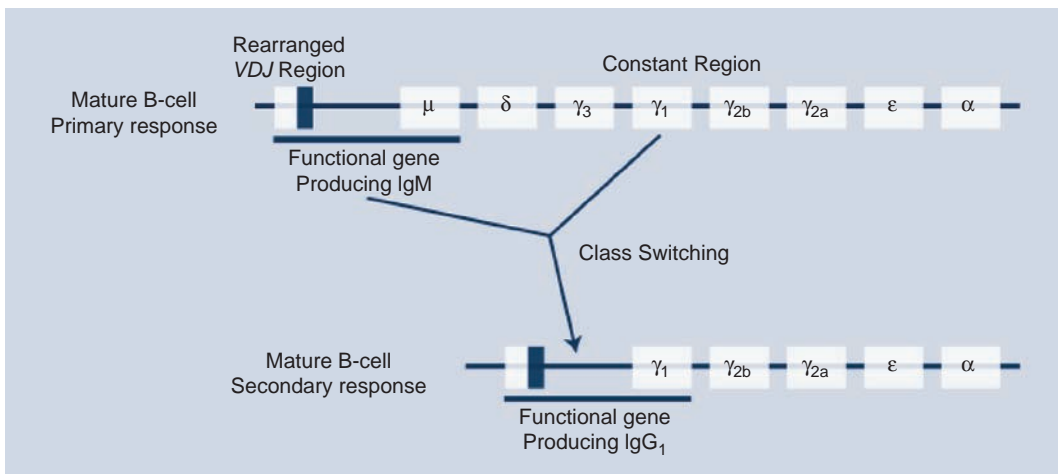 Rearranged
VDJ Region
Constant Region
Mature B-cell
Primary response
μ δ γ3 γ1 γ2b γ2a ε α
Functional gene
Producing IgM
Class Switching
Mature B-cell
Secondary response
γ1 γ2b γ2a ε α
Functional gene
Producing IgG1